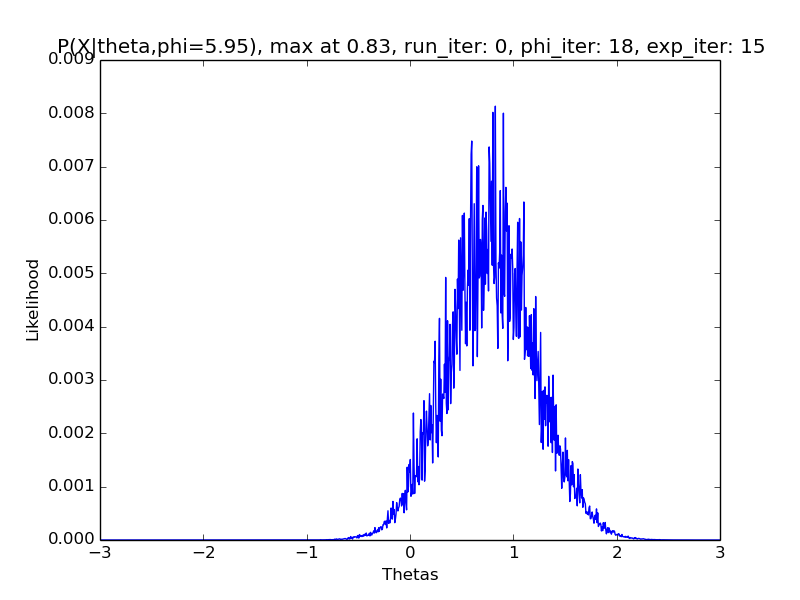 P(X|theta,phi=5.95), max at 0.83, run_iter: 0, phi_iter: 18, exp_iter: 15
0.009
0.008
0.007
0.006
0.005
0.004
0.003
0.002
0.001
0.000
Likelihood
−3 −2 −1 0 1 2 3
Thetas